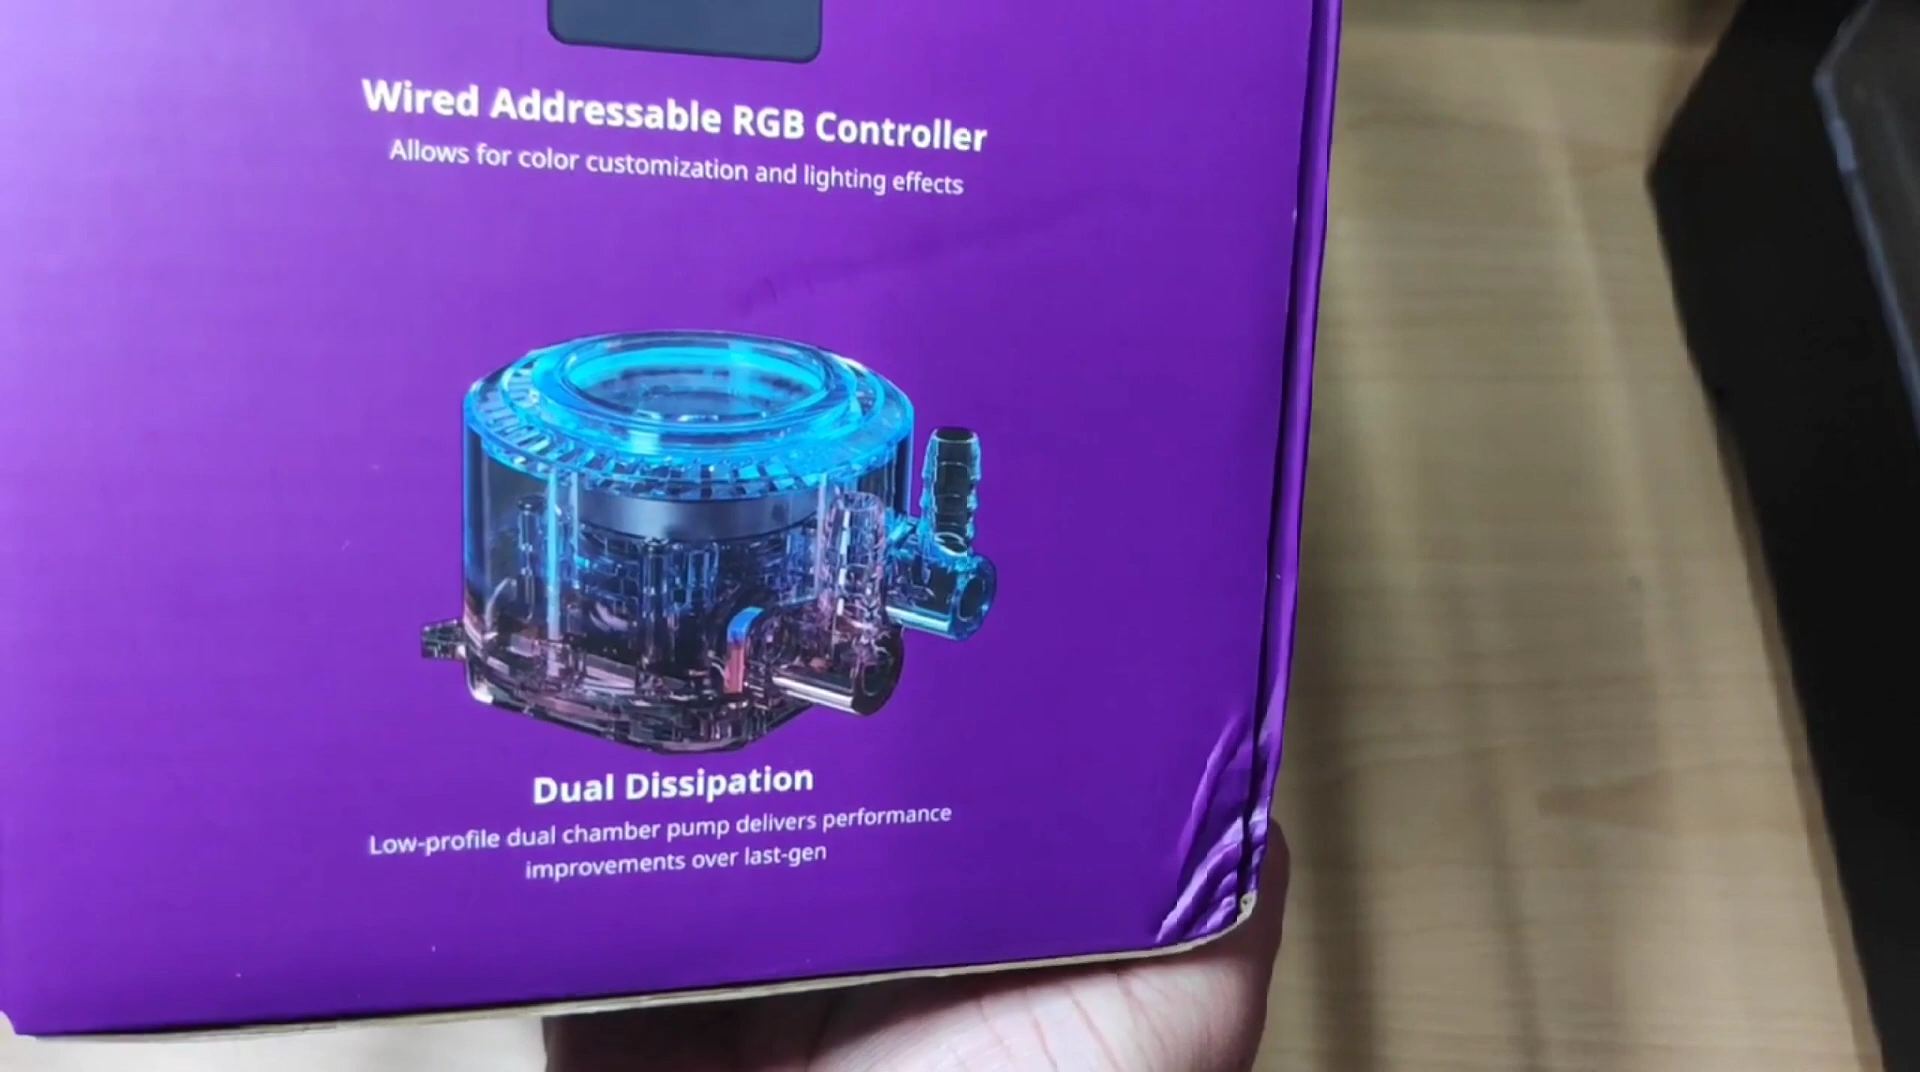 Wired Addressable RGB Controller
Allows for color customization and lighting effects
Dual Dissipation
Low-profile dual chamber pump delivers performance
improvements over last-gen